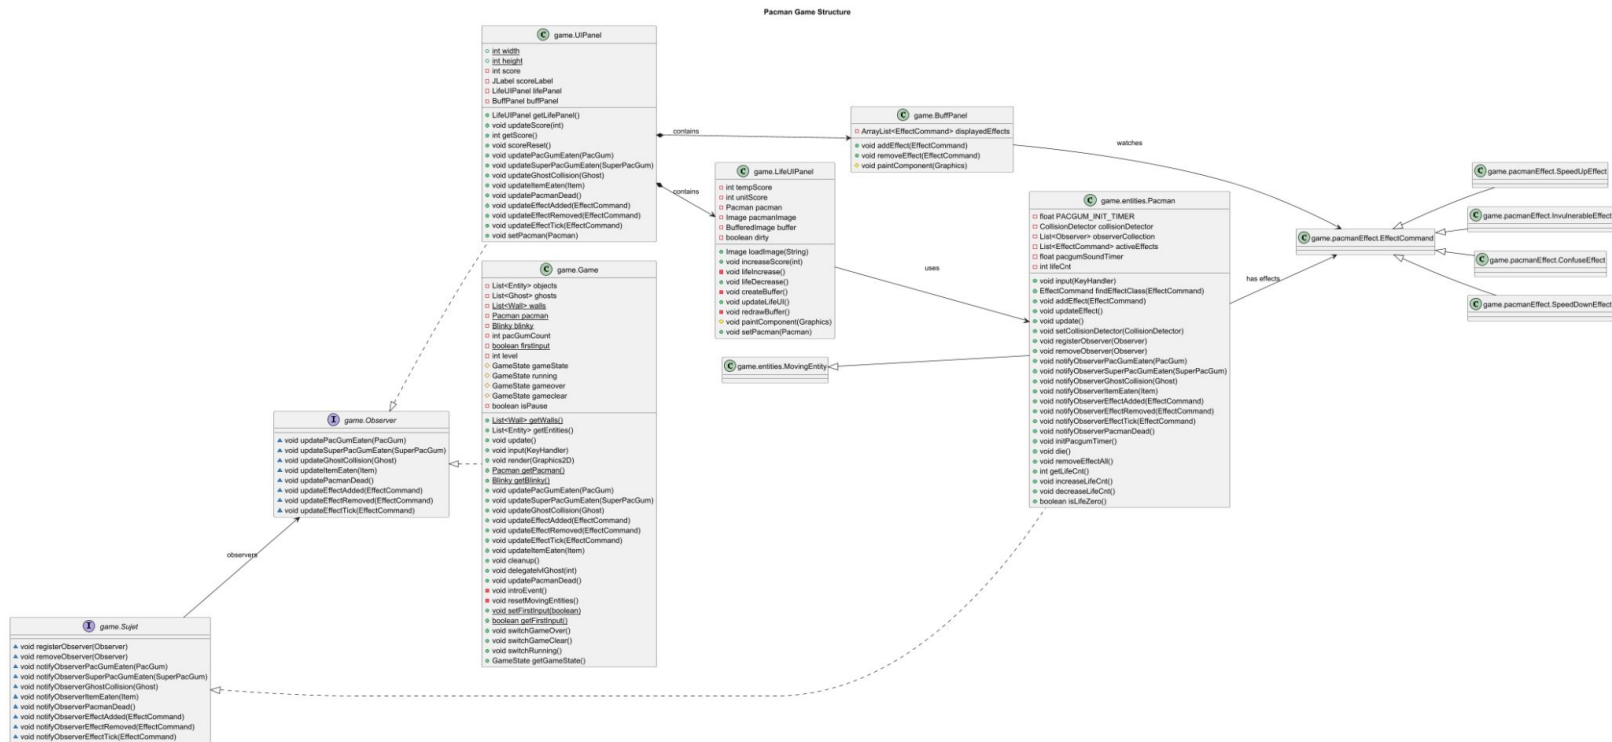 Pacman Game Structure
C game.UIPanel
int width
int height
int score
JLabel scoreLabel
LifeUIPanel lifePanel
BuffPanel buffPanel
LifeUIPanel getLifePanel()
void updateScore(int)
int getScore()
void scoreReset()
void updatePacGumEaten(PacGum)
void updateSuperPacGumEaten(SuperPacGum)
void updateGhostCollision(Ghost)
void updateItemEaten(Item)
void updatePacmanDead()
void updateEffectAdded(EffectCommand)
void updateEffectRemoved(EffectCommand)
void updateEffectTick(EffectCommand)
void setPacman(Pacman)
contains
contains
C game.BuffPanel
ArrayList<EffectCommand> displayedEffects
void addEffect(EffectCommand)
void removeEffect(EffectCommand)
void paintComponent(Graphics)
watches
C game.LifeUIPanel
int tempScore
int unitScore
Pacman pacman
Image pacmanImage
BufferedImage buffer
boolean dirty
Image loadImage(String)
void increaseScore(int)
void lifeIncrease()
void lifeDecrease()
void createBuffer()
void updateLifeUI()
void redrawBuffer()
void paintComponent(Graphics)
void setPacman(Pacman)
uses
C game.entities.MovingEntity
C game.entities.Pacman
float PACGUM_INIT_TIMER
CollisionDetector collisionDetector
List<Observer> observerCollection
List<EffectCommand> activeEffects
float pacgumSoundTimer
int lifeCnt
void input(KeyHandler)
EffectCommand findEffectClass(EffectCommand)
void addEffect(EffectCommand)
void updateEffect()
void update()
void setCollisionDetector(CollisionDetector)
void registerObserver(Observer)
void removeObserver(Observer)
void notifyObserverPacGumEaten(PacGum)
void notifyObserverSuperPacGumEaten(SuperPacGum)
void notifyObserverGhostCollision(Ghost)
void notifyObserverItemEaten(Item)
void notifyObserverEffectAdded(EffectCommand)
void notifyObserverEffectRemoved(EffectCommand)
void notifyObserverEffectTick(EffectCommand)
void notifyObserverPacmanDead()
void initPacgumTimer()
void die()
void removeEffectAll()
int getLifeCnt()
void increaseLifeCnt()
void decreaseLifeCnt()
boolean isLifeZero()
has effects
C game.pacmanEffect.EffectCommand
C game.pacmanEffect.SpeedUpEffect
C game.pacmanEffect.InvulnerableEffect
C game.pacmanEffect.ConfuseEffect
C game.pacmanEffect.SpeedDownEffect
C game.Game
List<Entity> objects
List<Ghost> ghosts
List<Wall> walls
Pacman pacman
Blinky blinky
int pacGumCount
boolean firstInput
int level
GameState gameState
GameState running
GameState gameover
GameState gameclear
boolean isPause
List<Wall> getWalls()
List<Entity> getEntities()
void update()
void input(KeyHandler)
void render(Graphics2D)
Pacman getPacman()
Blinky getBlinky()
void updatePacGumEaten(PacGum)
void updateSuperPacGumEaten(SuperPacGum)
void updateGhostCollision(Ghost)
void updateEffectAdded(EffectCommand)
void updateEffectRemoved(EffectCommand)
void updateEffectTick(EffectCommand)
void updateItemEaten(Item)
void cleanup()
void delegatelvlGhost(int)
void updatePacmanDead()
void introEvent()
void resetMovingEntities()
void setFirstInput(boolean)
boolean getFirstInput()
void switchGameOver()
void switchGameClear()
void switchRunning()
GameState getGameState()
I game.Observer
void updatePacGumEaten(PacGum)
void updateSuperPacGumEaten(SuperPacGum)
void updateGhostCollision(Ghost)
void updateItemEaten(Item)
void updatePacmanDead()
void updateEffectAdded(EffectCommand)
void updateEffectRemoved(EffectCommand)
void updateEffectTick(EffectCommand)
observers
I game.Sujet
void registerObserver(Observer)
void removeObserver(Observer)
void notifyObserverPacGumEaten(PacGum)
void notifyObserverSuperPacGumEaten(SuperPacGum)
void notifyObserverGhostCollision(Ghost)
void notifyObserverItemEaten(Item)
void notifyObserverPacmanDead()
void notifyObserverEffectAdded(EffectCommand)
void notifyObserverEffectRemoved(EffectCommand)
void notifyObserverEffectTick(EffectCommand)